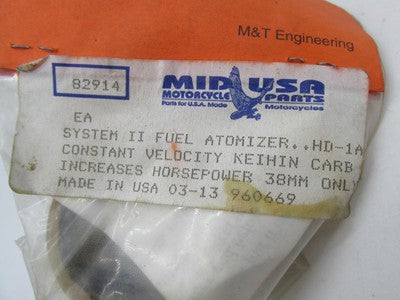 M&T Engineering
82914
MID USA
MOTORCYCLE PARTS
Parts for U.S.A. Made Motorcycles
EA
SYSTEM II FUEL ATOMIZER..HD-1A
CONSTANT VELOCITY KEIHIN CARB
INCREASES HORSEPOWER 38MM ONLY
MADE IN USA 03-13 960669